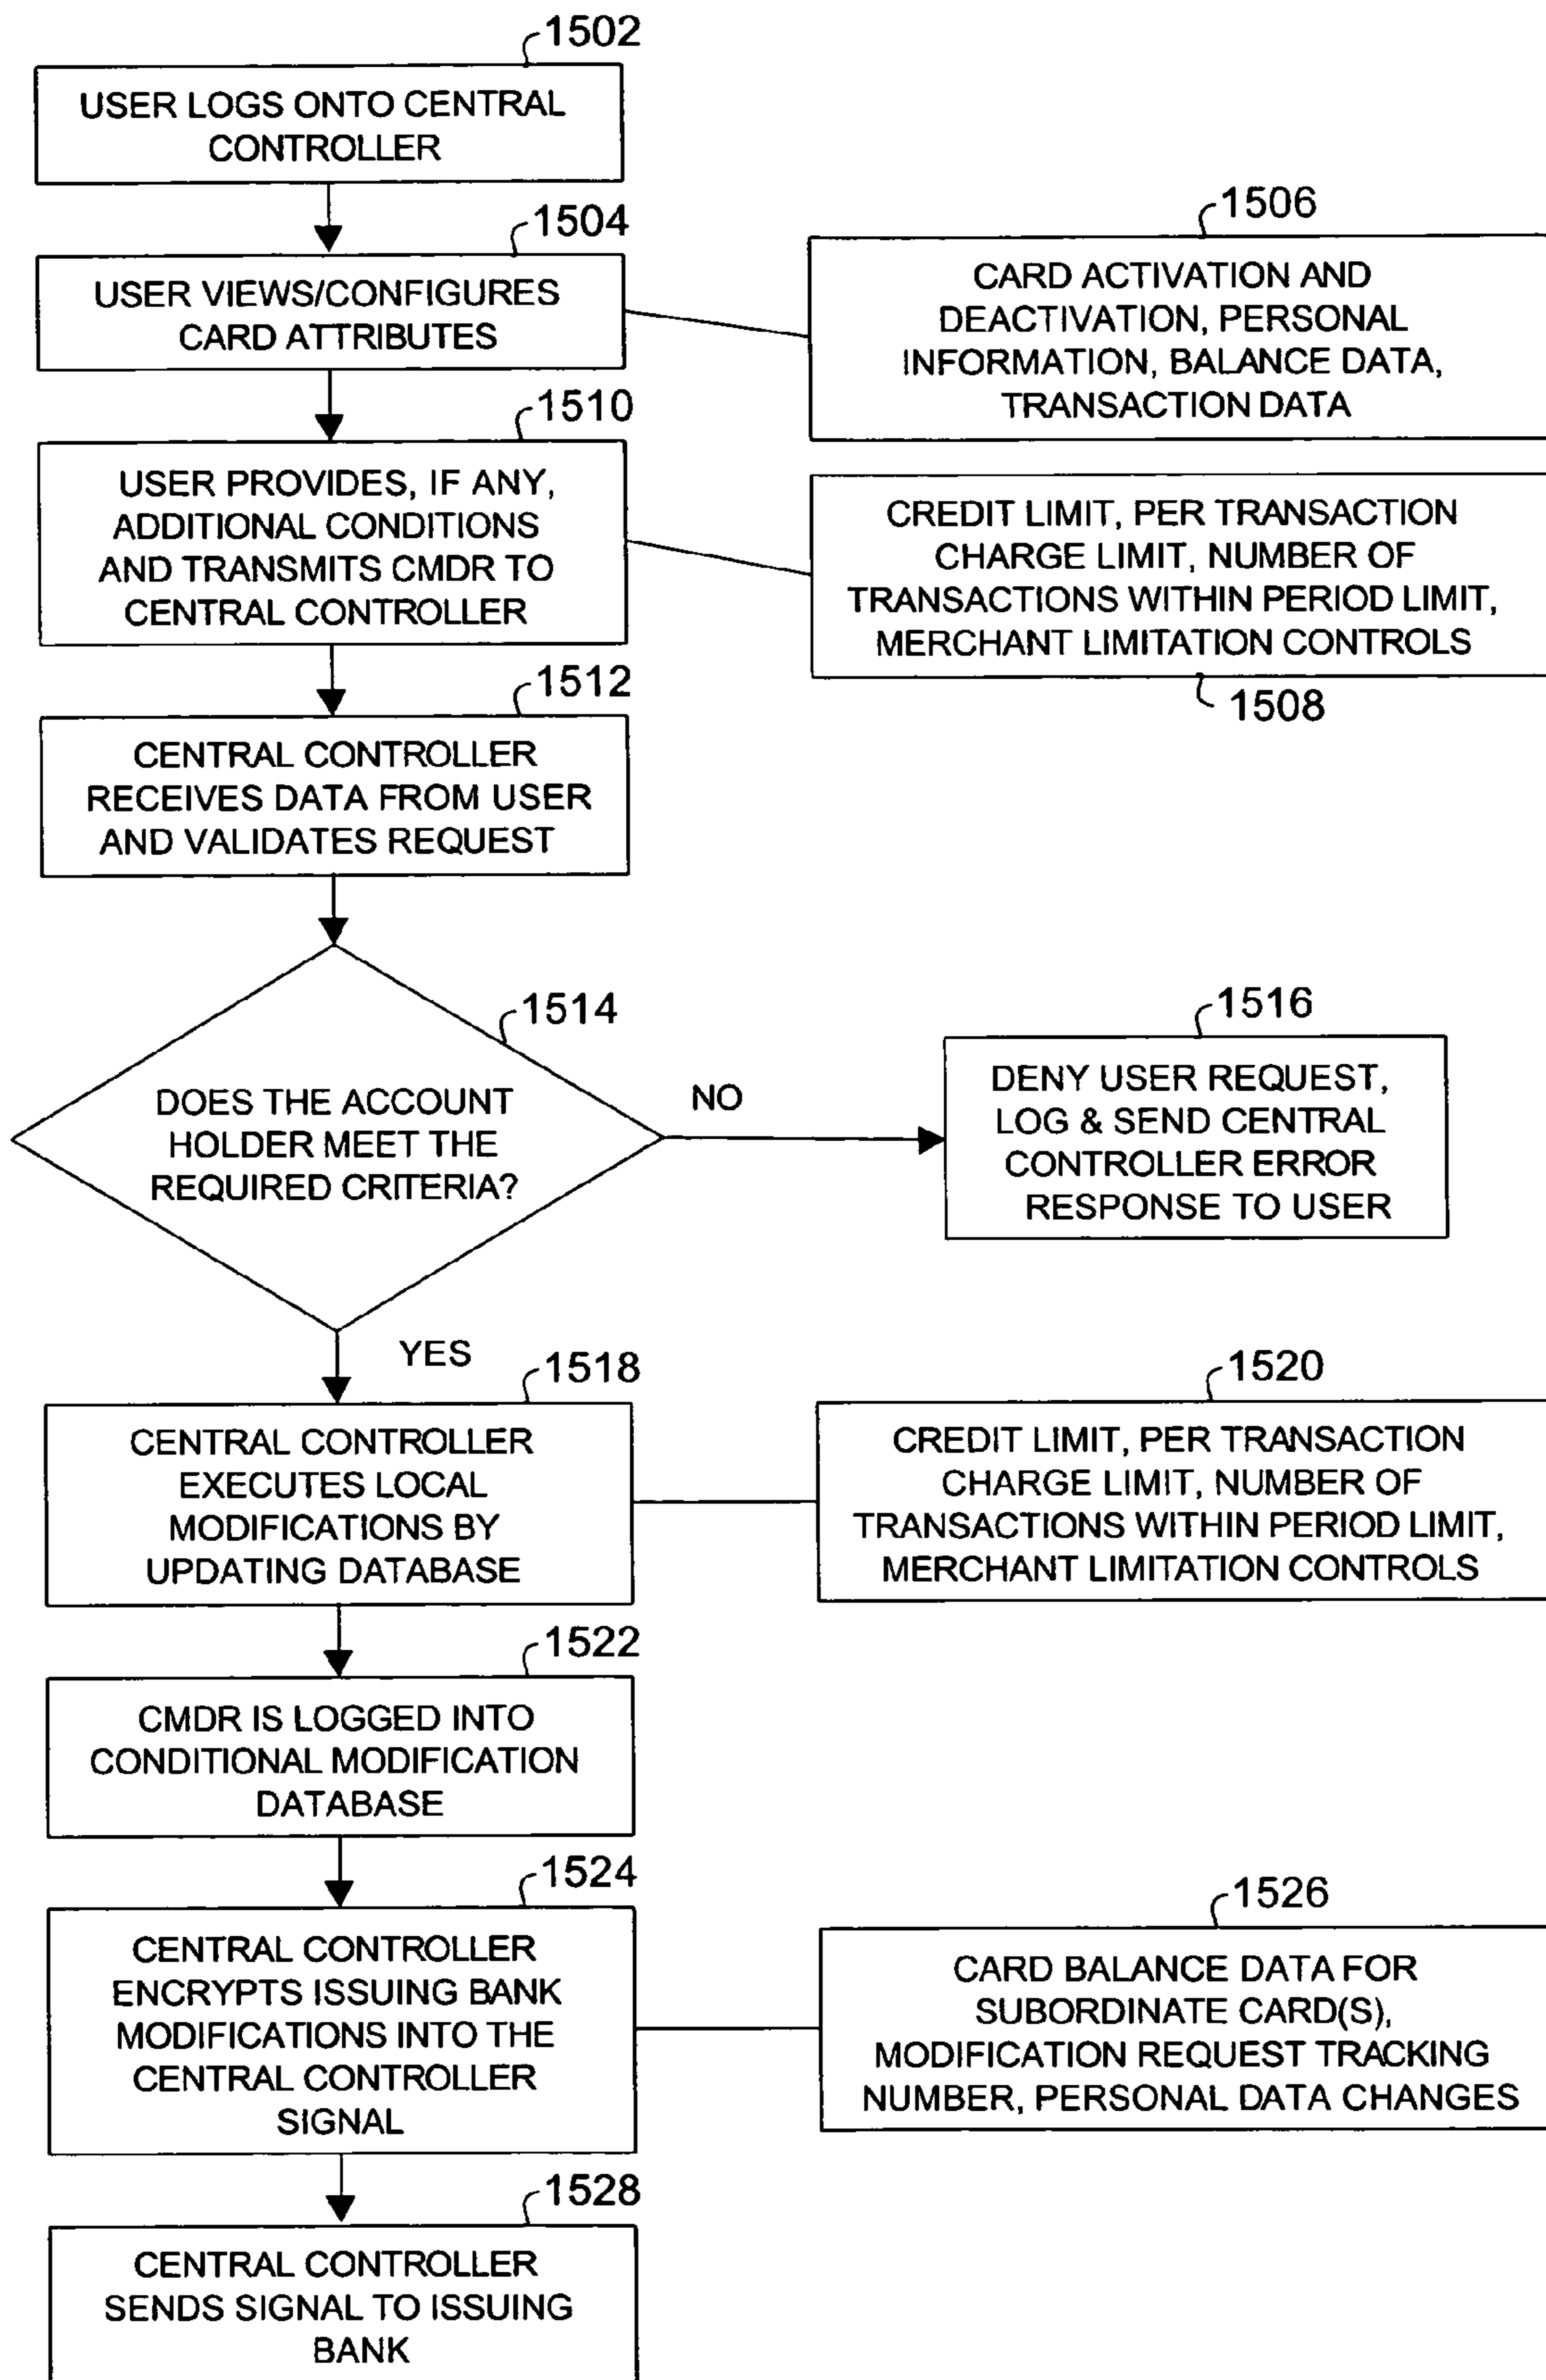 1502
USER LOGS ONTO CENTRAL
CONTROLLER
1504
USER VIEWS/CONFIGURES
CARD ATTRIBUTES
1506
CARD ACTIVATION AND
DEACTIVATION, PERSONAL
INFORMATION, BALANCE DATA,
TRANSACTION DATA
1510
USER PROVIDES, IF ANY,
ADDITIONAL CONDITIONS
AND TRANSMITS CMDR TO
CENTRAL CONTROLLER
CREDIT LIMIT, PER TRANSACTION
CHARGE LIMIT, NUMBER OF
TRANSACTIONS WITHIN PERIOD LIMIT,
MERCHANT LIMITATION CONTROLS
1508
1512
CENTRAL CONTROLLER
RECEIVES DATA FROM USER
AND VALIDATES REQUEST
1514
DOES THE ACCOUNT
HOLDER MEET THE
REQUIRED CRITERIA?
NO
1516
DENY USER REQUEST,
LOG & SEND CENTRAL
CONTROLLER ERROR
RESPONSE TO USER
YES
1518
CENTRAL CONTROLLER
EXECUTES LOCAL
MODIFICATIONS BY
UPDATING DATABASE
1520
CREDIT LIMIT, PER TRANSACTION
CHARGE LIMIT, NUMBER OF
TRANSACTIONS WITHIN PERIOD LIMIT,
MERCHANT LIMITATION CONTROLS
1522
CMDR IS LOGGED INTO
CONDITIONAL MODIFICATION
DATABASE
1524
CENTRAL CONTROLLER
ENCRYPTS ISSUING BANK
MODIFICATIONS INTO THE
CENTRAL CONTROLLER
SIGNAL
1526
CARD BALANCE DATA FOR
SUBORDINATE CARD(S),
MODIFICATION REQUEST TRACKING
NUMBER, PERSONAL DATA CHANGES
1528
CENTRAL CONTROLLER
SENDS SIGNAL TO ISSUING
BANK